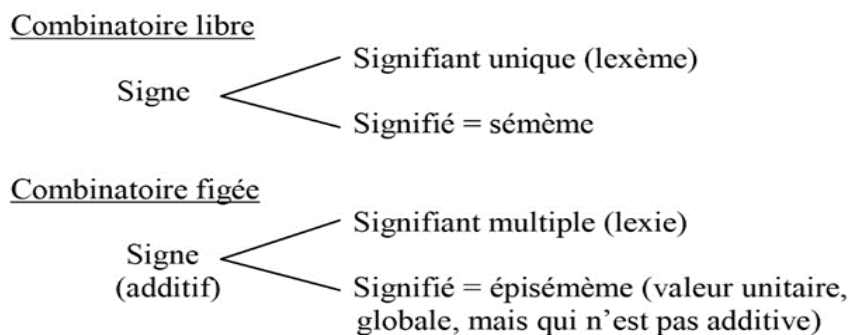 Combinatoire libre
Signifiant unique (lexème)
Signe
Signifié = sémème
Combinatoire figée
Signifiant multiple (lexie)
Signe
(additif)
Signifié = épisémème (valeur unitaire,
globale, mais qui n'est pas additive)